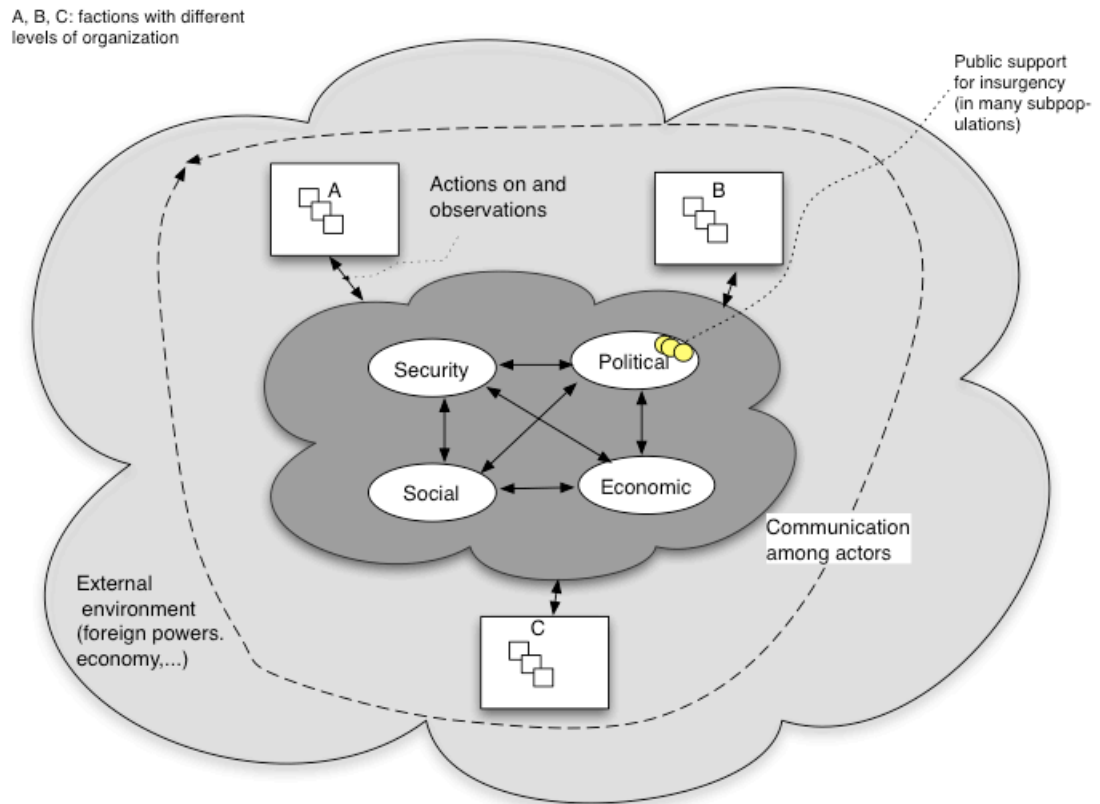 A, B, C: factions with different
levels of organization
Public support
for insurgency
(in many subpop-
ulations)
A
Actions on and
observations
B
Security
Political
Social
Economic
Communication
among actors
External
environment
(foreign powers.
economy,...)
C